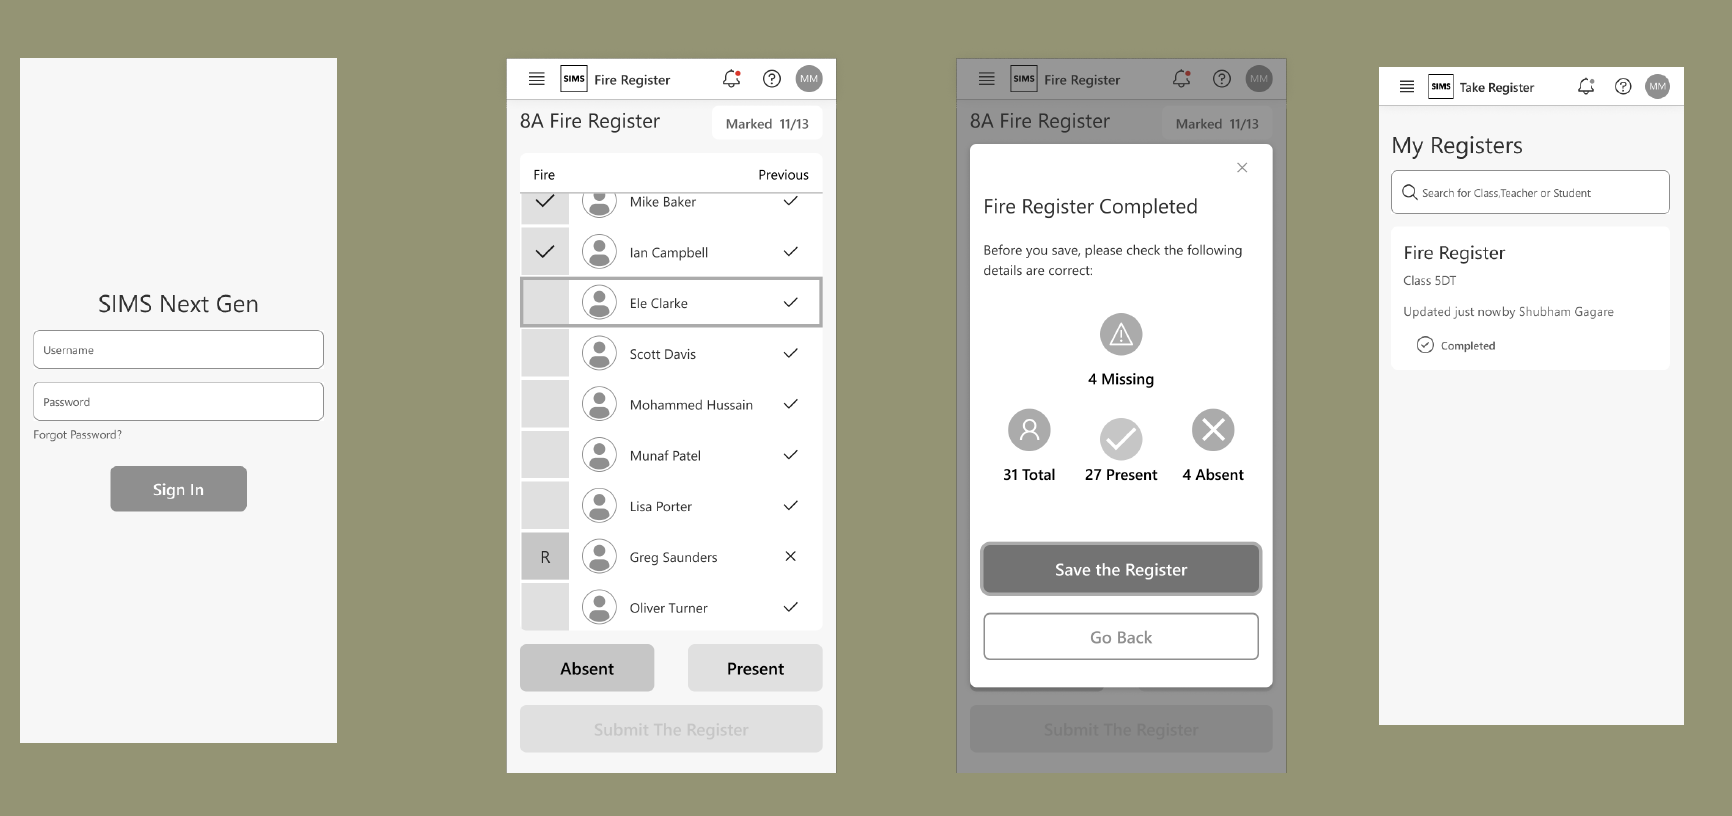 SIMS Next Gen
Username
Password
Forgot Password?
Sign In
SIMS Fire Register MM
8A Fire Register Marked 11/13
Fire Previous
Mike Baker
Ian Campbell
Ele Clarke
Scott Davis
Mohammed Hussain
Munaf Patel
Lisa Porter
R Greg Saunders
Oliver Turner
Absent Present
Submit The Register
SIMS Fire Register MM
8A Fire Register Marked 11/13
Fire Register Completed
Before you save, please check the following
details are correct:
4 Missing
31 Total 27 Present 4 Absent
Save the Register
Go Back
Submit The Register
SIMS Take Register MM
My Registers
Search for Class,Teacher or Student
Fire Register
Class 5DT
Updated just nowby Shubham Gagare
Completed